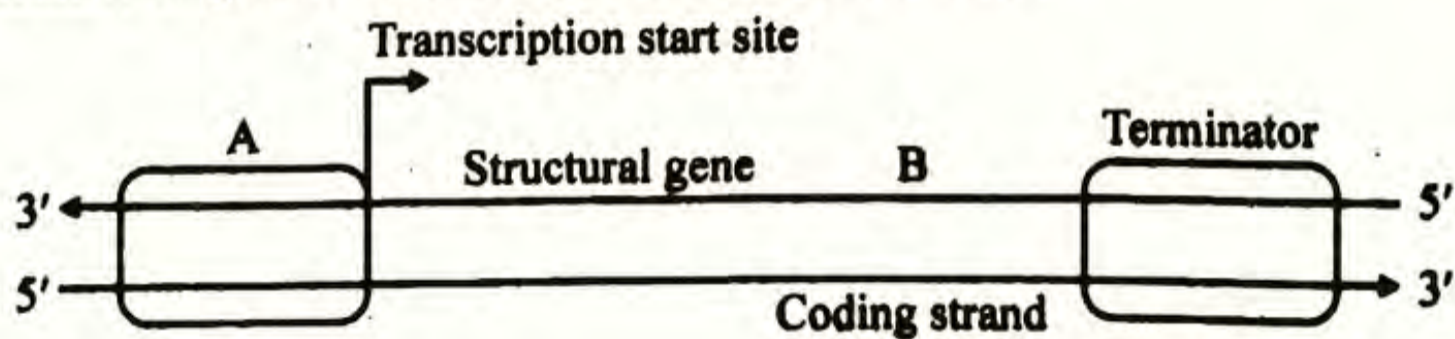 Transcription start site
A
Terminator
Structural gene
B
3′
5′
5′
3′
Coding strand